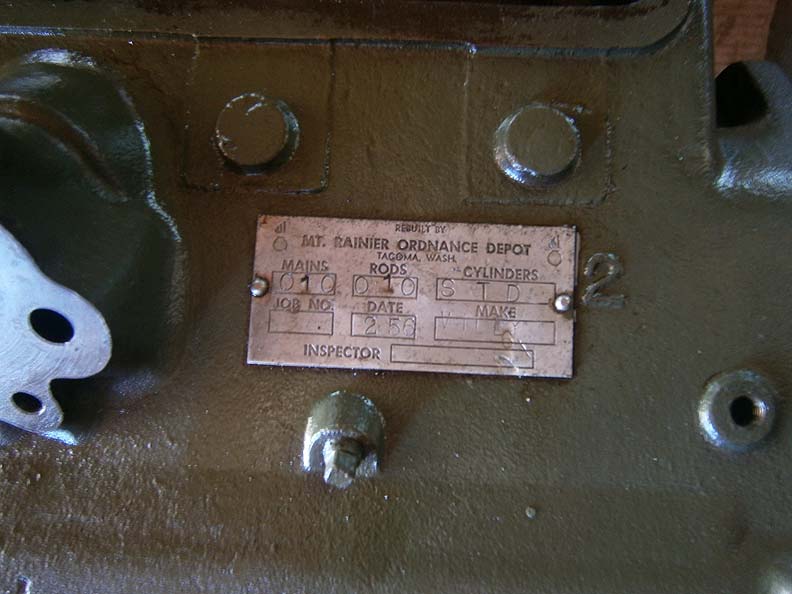 REBUILT BY
MT. RAINIER ORDNANCE DEPOT
TACOMA, WASH.
MAINS RODS CYLINDERS
010 010 STD
JOB NO. DATE MAKE
2 56
INSPECTOR
2